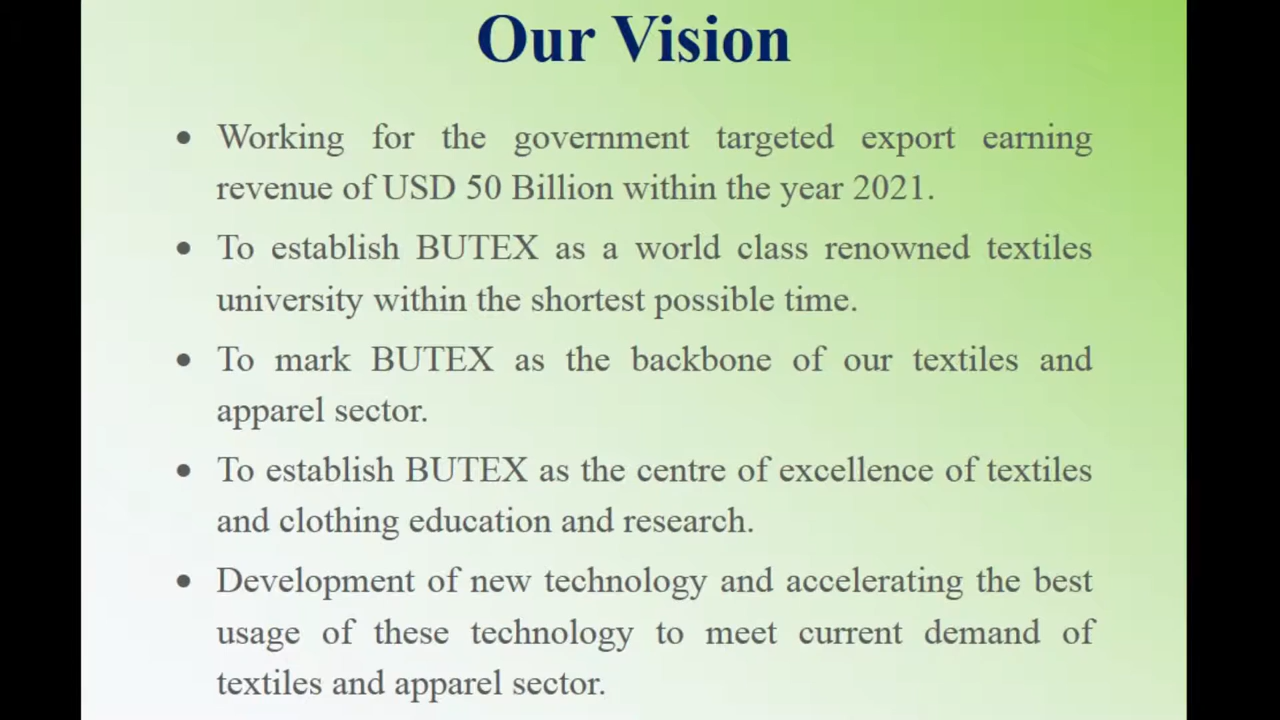 Our Vision
• Working for the government targeted export earning
revenue of USD 50 Billion within the year 2021.
• To establish BUTEX as a world class renowned textiles
university within the shortest possible time.
• To mark BUTEX as the backbone of our textiles and
apparel sector.
• To establish BUTEX as the centre of excellence of textiles
and clothing education and research.
• Development of new technology and accelerating the best
usage of these technology to meet current demand of
textiles and apparel sector.